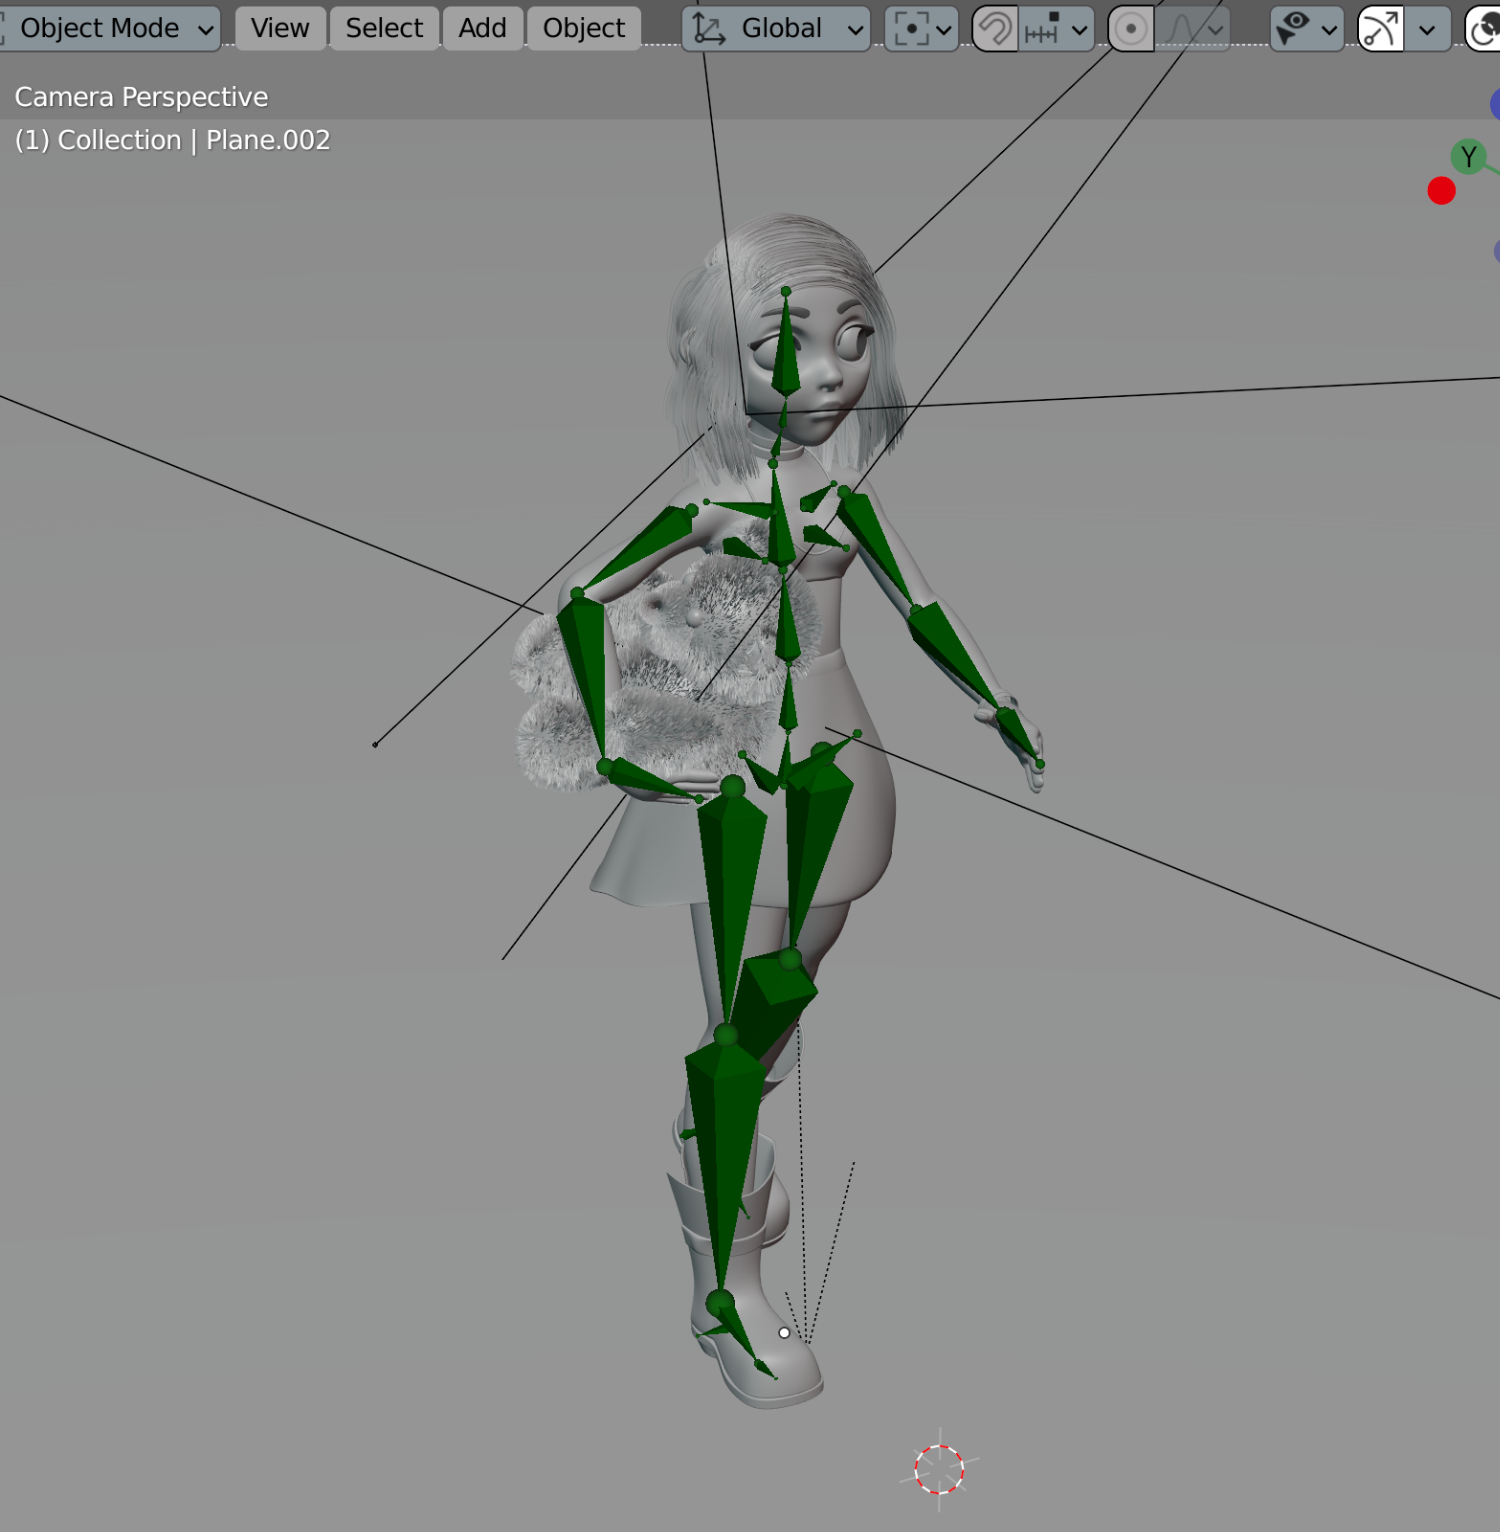 Object Mode View Select Add Object Global
Camera Perspective
(1) Collection | Plane.002
Y